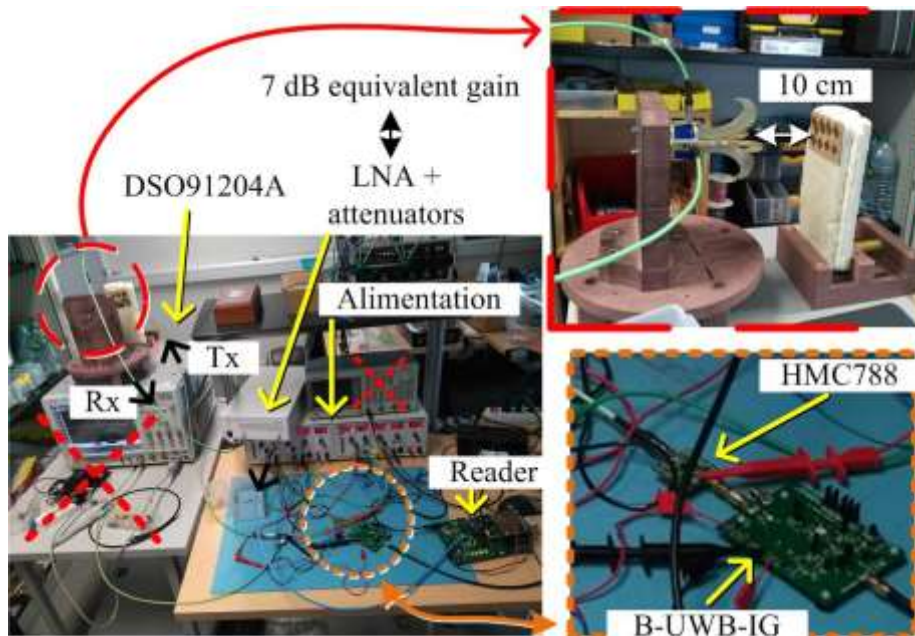 7 dB equivalent gain
LNA +
attenuators
DSO91204A
10 cm
Alimentation
Tx
Rx
Reader
HMC788
B-UWB-IG